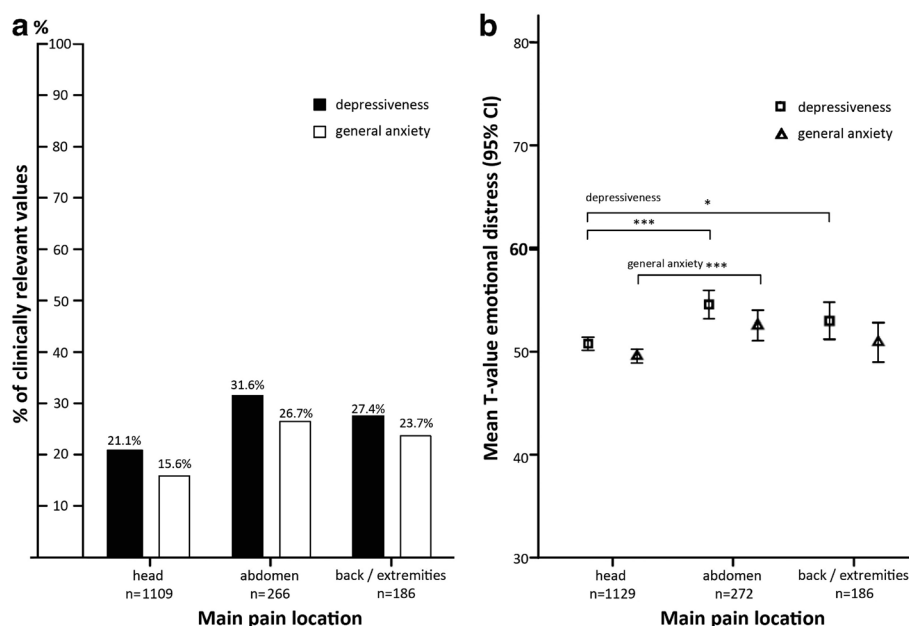 a %
% of clinically relevant values
100
90
80
70
60
50
40
30
20
10
depressiveness
general anxiety
21.1%
15.6%
31.6%
26.7%
27.4%
23.7%
head
n=1109
abdomen
n=266
back / extremities
n=186
Main pain location
b
Mean T-value emotional distress (95% CI)
80
70
60
50
40
30
depressiveness
general anxiety
depressiveness
*
***
general anxiety ***
head
n=1129
abdomen
n=272
back / extremities
n=186
Main pain location